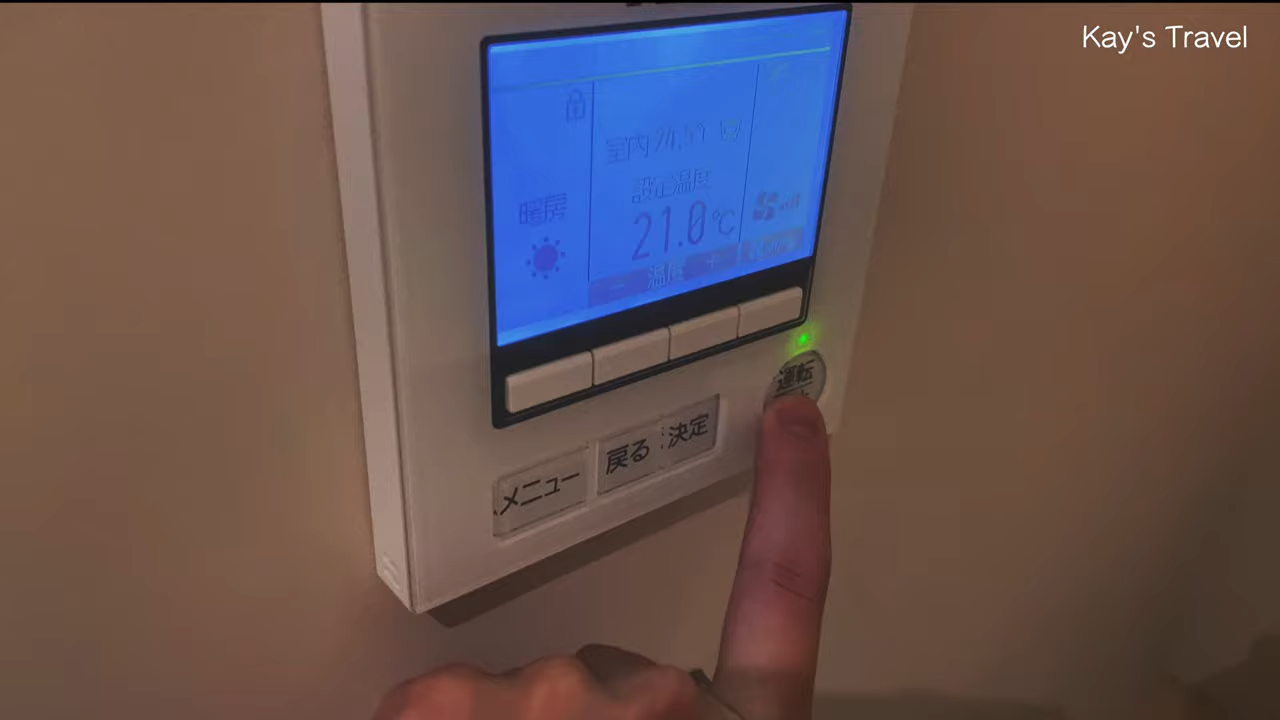 Kay's Travel
室内 24.5℃
設定温度
21.0℃
暖房
− 温度 +
運転
メニュー
戻る
決定